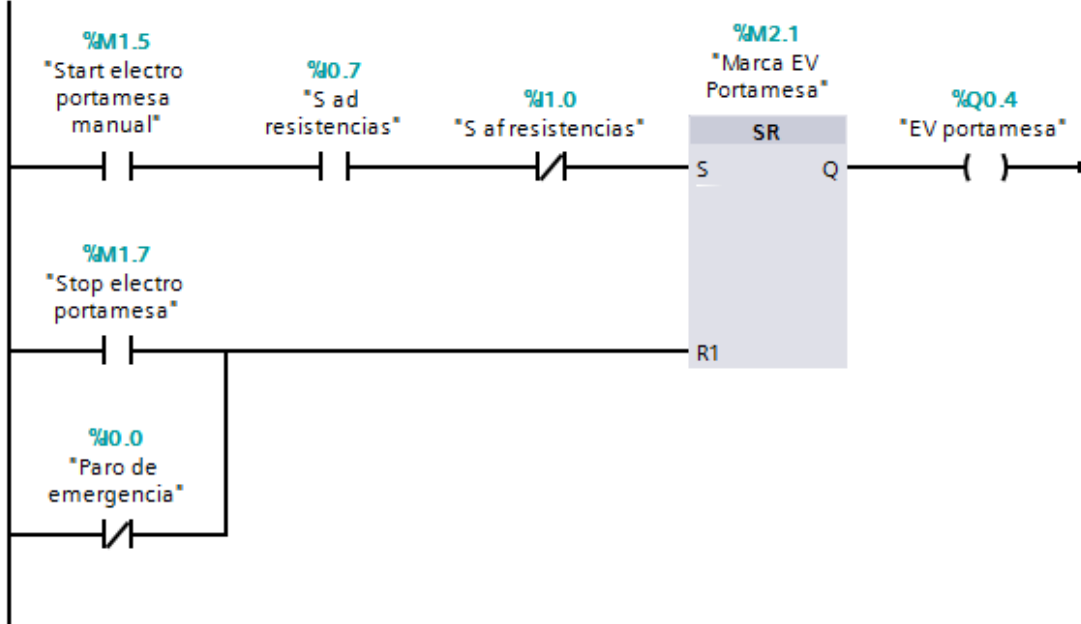 %M1.5
"Start electro
portamesa
manual"
%I0.7
"S ad
resistencias"
%I1.0
"S af resistencias"
%M2.1
"Marca EV
Portamesa"
SR
S
Q
%Q0.4
"EV portamesa"
%M1.7
"Stop electro
portamesa"
R1
%I0.0
"Paro de
emergencia"